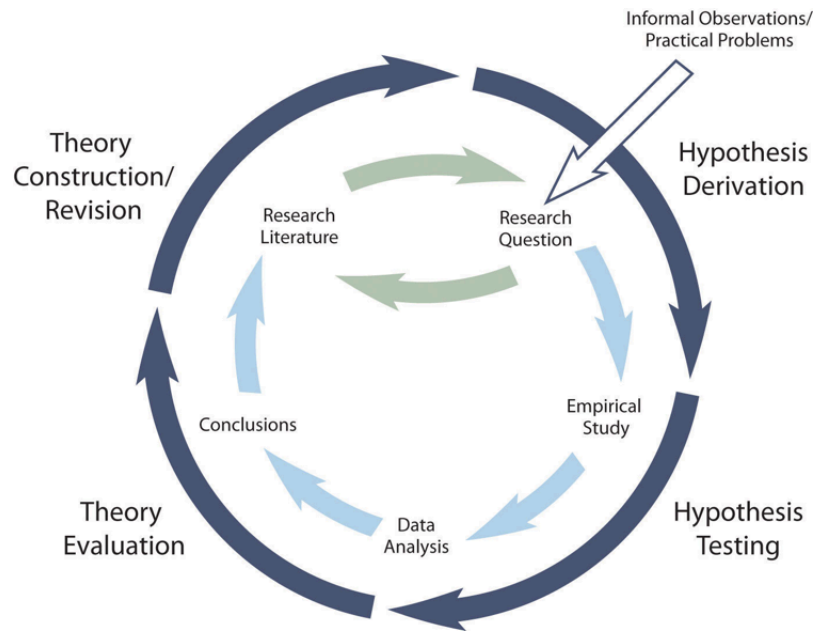 Informal Observations/
Practical Problems
Theory
Construction/
Revision
Hypothesis
Derivation
Research
Literature
Research
Question
Conclusions
Empirical
Study
Theory
Evaluation
Data
Analysis
Hypothesis
Testing